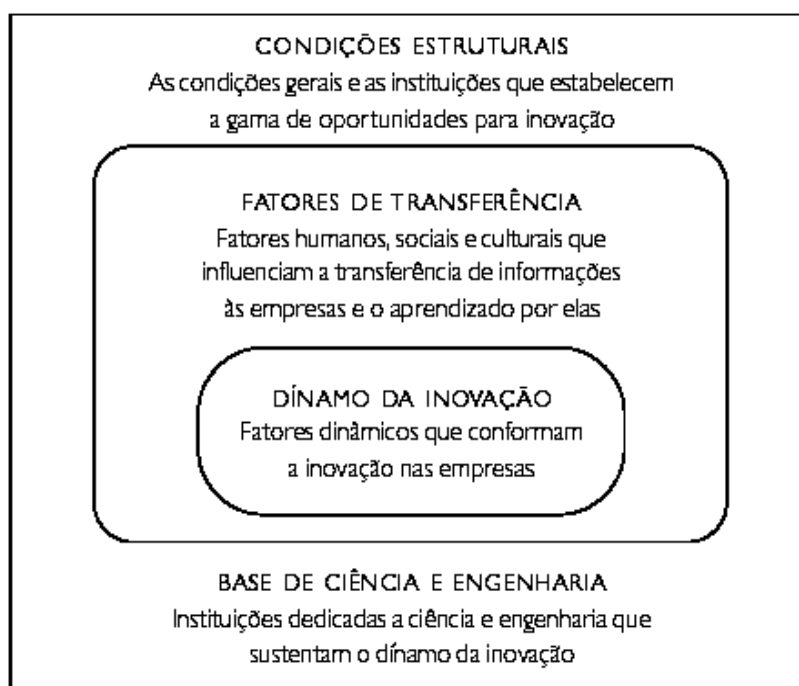 CONDIÇÕES ESTRUTURAIS
As condições gerais e as instituições que estabelecem
a gama de oportunidades para inovação
FATORES DE TRANSFERÊNCIA
Fatores humanos, sociais e culturais que
influenciam a transferência de informações
às empresas e o aprendizado por elas
DÍNAMO DA INOVAÇÃO
Fatores dinâmicos que conformam
a inovação nas empresas
BASE DE CIÊNCIA E ENGENHARIA
Instituições dedicadas a ciência e engenharia que
sustentam o dínamo da inovação